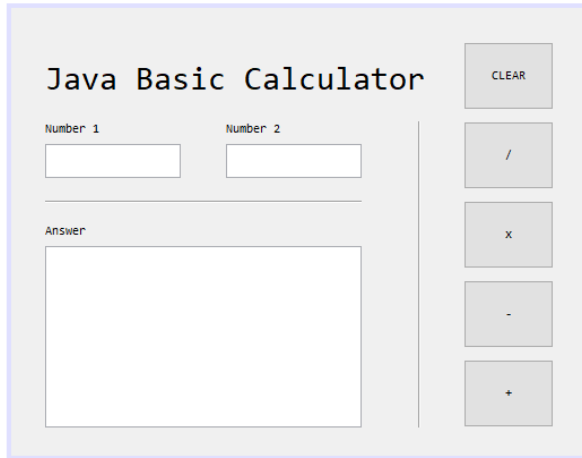 Java Basic Calculator
CLEAR
Number 1
Number 2
/
x
Answer
-
+